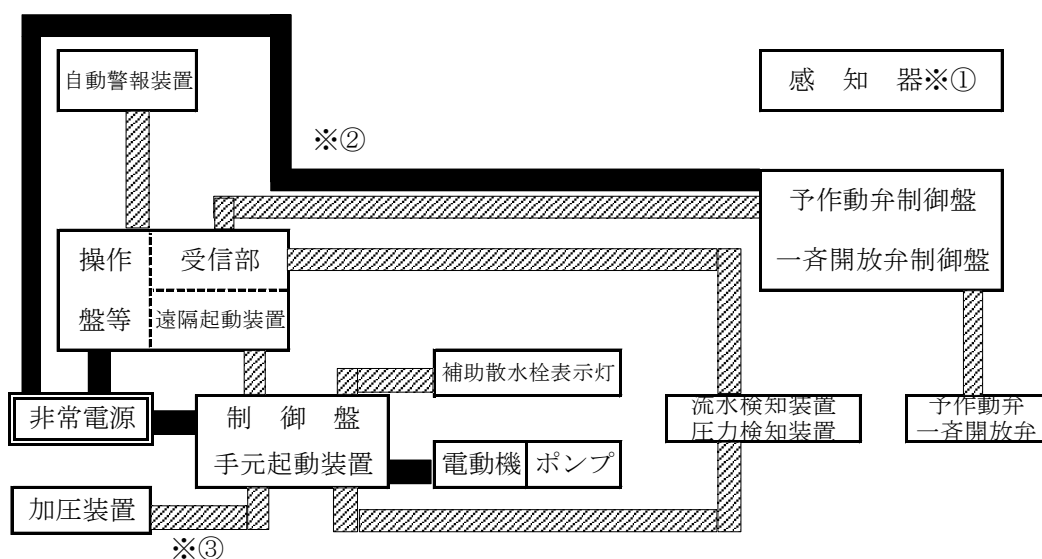 自動警報装置
感知器※①
※②
予作動弁制御盤
一斉開放弁制御盤
操作
盤等
受信部
遠隔起動装置
補助散水栓表示灯
非常電源
制御盤
手元起動装置
流水検知装置
圧力検知装置
予作動弁
一斉開放弁
電動機
ポンプ
加圧装置
※③